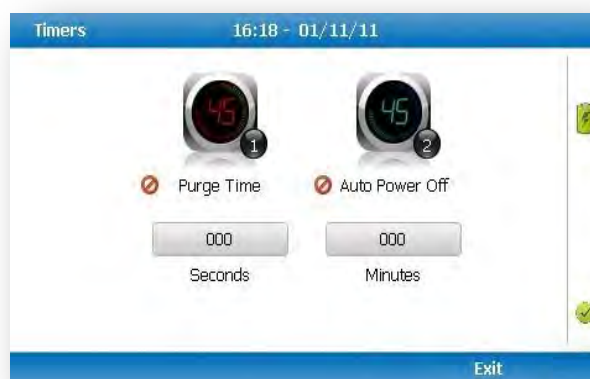 Timers 16:18 - 01/11/11
45 45
1 2
Purge Time Auto Power Off
000 000
Seconds Minutes
Exit